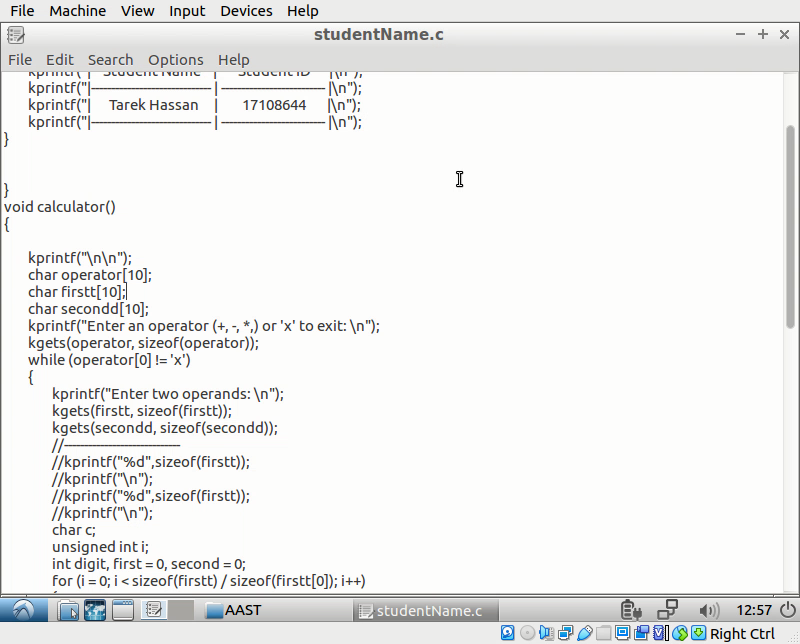 File Machine View Input Devices Help
studentName.c
File Edit Search Options Help
kprintf("| Student Name | Student ID |\n");
kprintf("|------------------------------|--------------------------|\n");
kprintf("| Tarek Hassan | 17108644 |\n");
kprintf("|------------------------------|--------------------------|\n");
}
}
void calculator()
{
kprintf("\n\n");
char operator[10];
char firstt[10];
char secondd[10];
kprintf("Enter an operator (+, -, *,) or 'x' to exit: \n");
kgets(operator, sizeof(operator));
while (operator[0] != 'x')
{
kprintf("Enter two operands: \n");
kgets(firstt, sizeof(firstt));
kgets(secondd, sizeof(secondd));
//-----------------------------
//kprintf("%d",sizeof(firstt));
//kprintf("\n");
//kprintf("%d",sizeof(firstt));
//kprintf("\n");
char c;
unsigned int i;
int digit, first = 0, second = 0;
for (i = 0; i < sizeof(firstt) / sizeof(firstt[0]); i++)
AAST
studentName.c
12:57
Right Ctrl